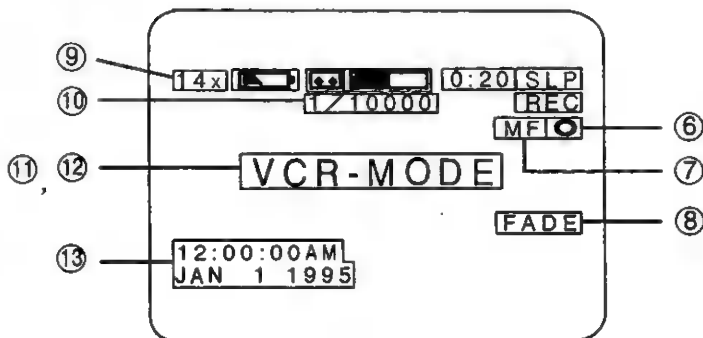 ⑨ 14x 0:20 SLP
⑩ 1/10000 REC
MF ⑥
⑦
⑪, ⑫ VCR-MODE
FADE ⑧
⑬ 12:00:00AM
JAN 1 1995